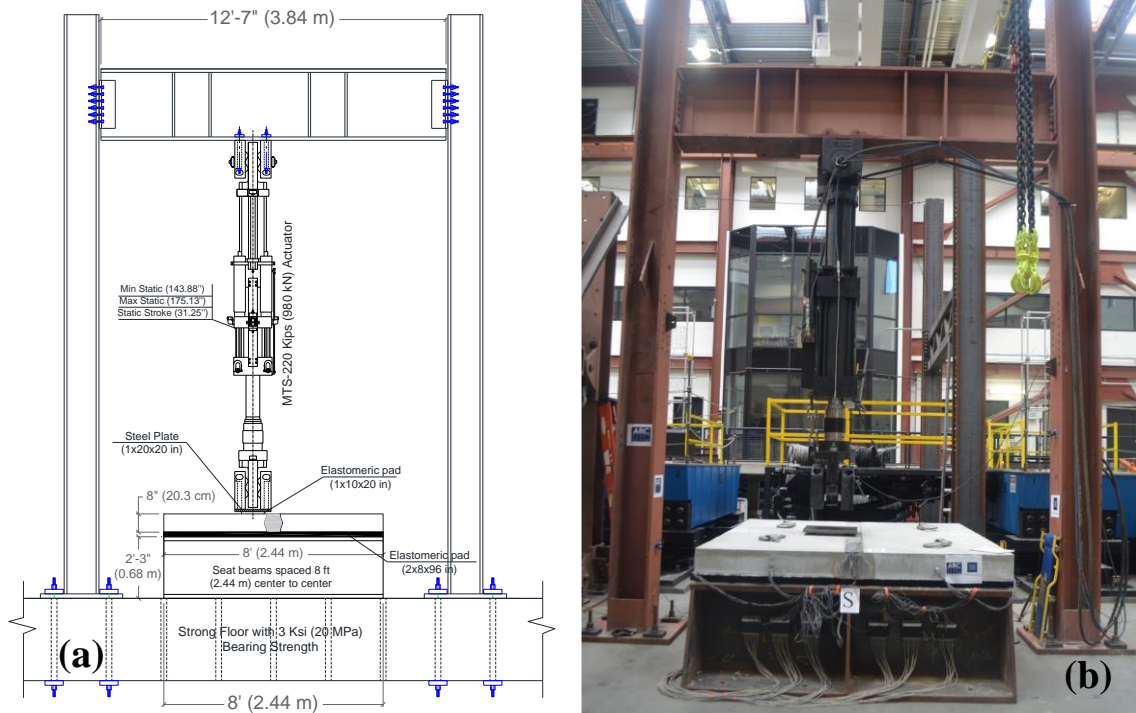 12'-7" (3.84 m)
Min Static (143.88")
Max Static (175.13")
Static Stroke (31.25")
MTS-220 Kips (980 kN) Actuator
Steel Plate
(1x20x20 in)
Elastomeric pad
(1x10x20 in)
8" (20.3 cm)
2'-3"
(0.68 m)
8' (2.44 m)
Elastomeric pad
(2x8x96 in)
Seat beams spaced 8 ft
(2.44 m) center to center
Strong Floor with 3 Ksi (20 MPa)
Bearing Strength
(a)
8' (2.44 m)
ABC
ABC
S
(b)